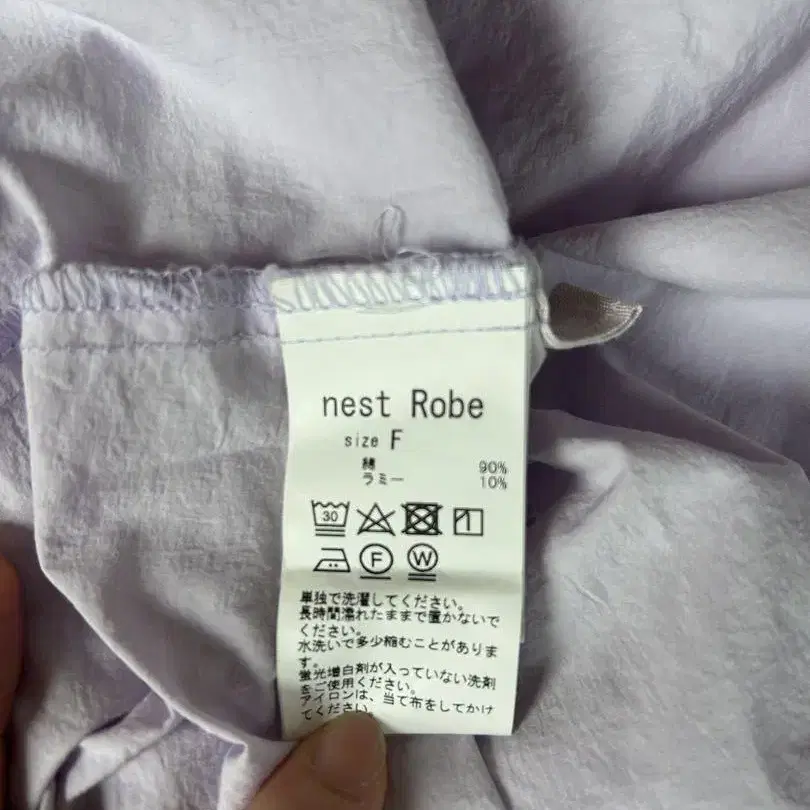 nest Robe
size F
綿 90%
ラミー 10%
30
F W
単独で洗濯してください。
長時間濡れたままで置かないで
ください。
水洗いで多少縮むことがありま
す。
蛍光増白剤が入っていない洗剤
をご使用ください。
アイロンは、当て布をしてかけ
てください。